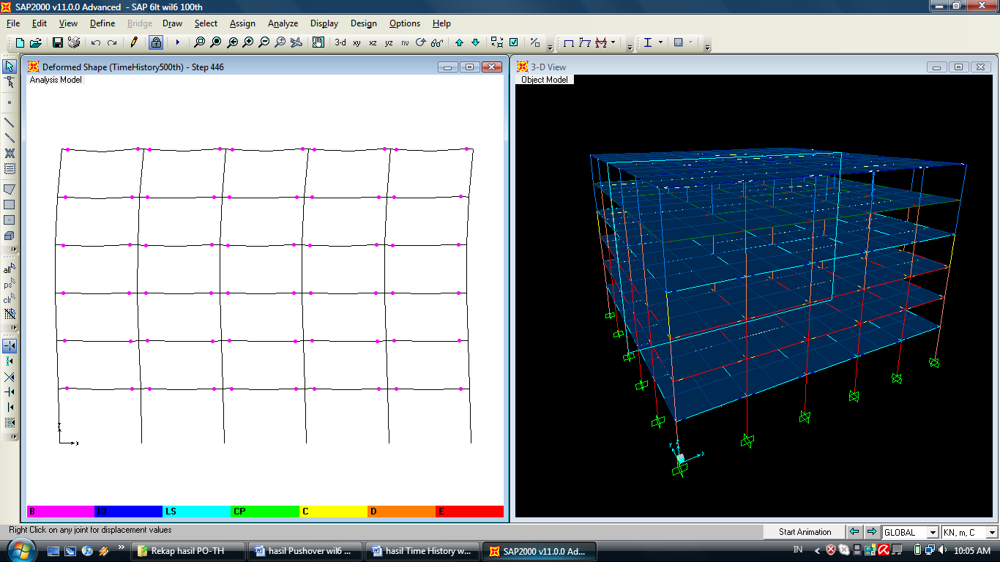 SAP2000 v11.0.0 Advanced - SAP 6lt wil6 100th
File Edit View Define Bridge Draw Select Assign Analyze Display Design Options Help
3-d xy xz yz nv
Deformed Shape (TimeHistory500th) - Step 446
3-D View
Analysis Model
Object Model
all
ps
clr
Z
X
Y
Z
X
B IO LS CP C D E
Right Click on any joint for displacement values
Start Animation
GLOBAL
KN, m, C
Rekap hasil PO-TH
hasil Pushover wil6 ...
hasil Time History w...
SAP2000 v11.0.0 Ad...
IN
10:05 AM